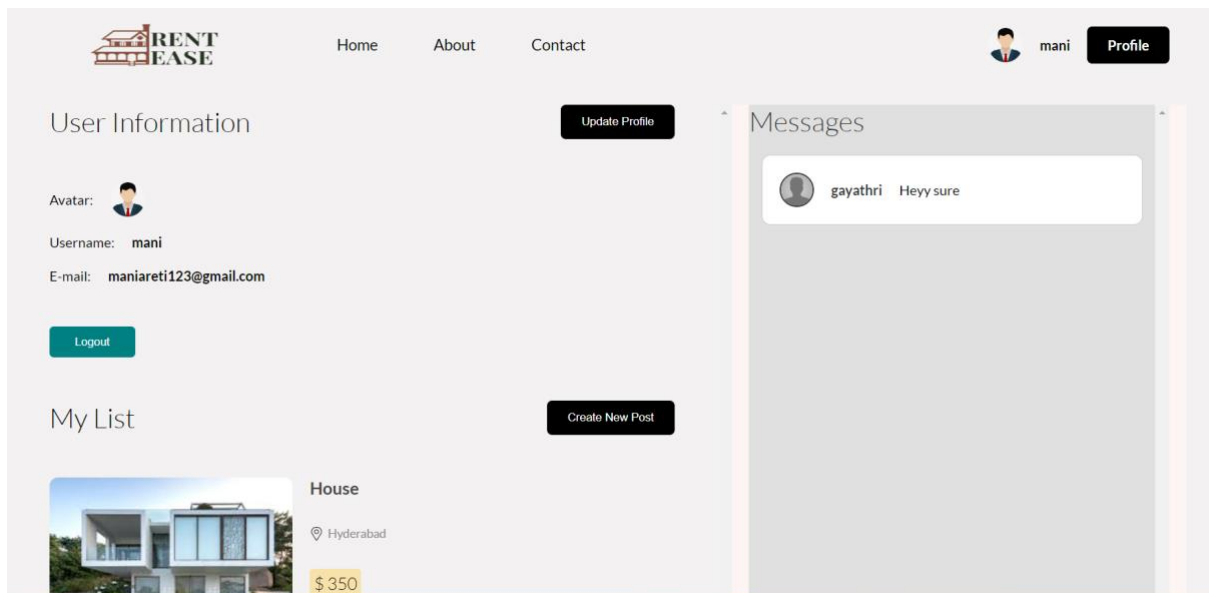 RENT
EASE
Home About Contact
mani Profile
User Information
Update Profile
Avatar:
Username: mani
E-mail: maniareti123@gmail.com
Logout
My List
Create New Post
House
Hyderabad
$ 350
Messages
gayathri Heyy sure